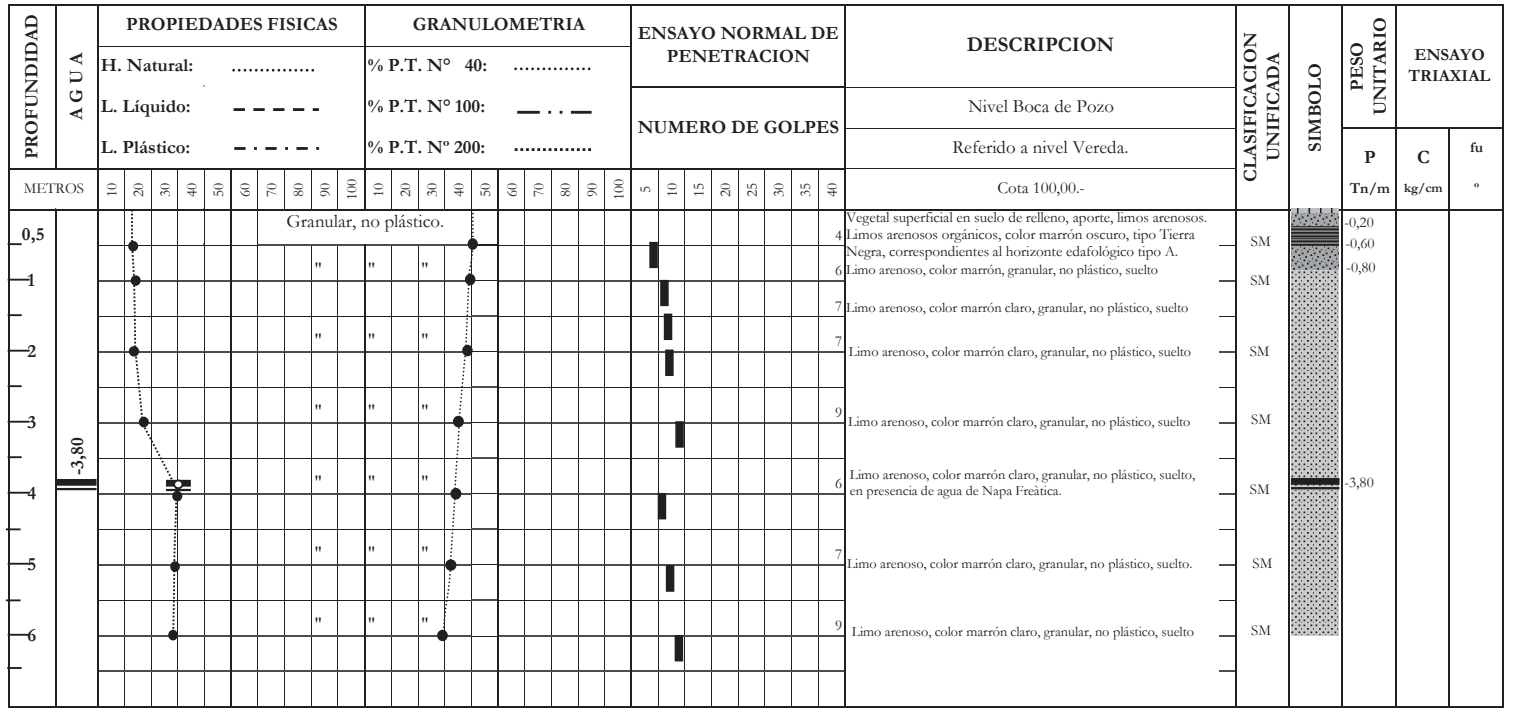 PROFUNDIDAD
AGUA
PROPIEDADES FISICAS
GRANULOMETRIA
ENSAYO NORMAL DE
PENETRACION
DESCRIPCION
CLASIFICACION
UNIFICADA
SIMBOLO
PESO
UNITARIO
ENSAYO
TRIAXIAL
H. Natural:
% P.T. N° 40:
L. Líquido:
% P.T. N° 100:
NUMERO DE GOLPES
Nivel Boca de Pozo
L. Plástico:
% P.T. Nº 200:
Referido a nivel Vereda.
P
C
fu
METROS
10 20 30 40 50 60 70 80 90 100
10 20 30 40 50 60 70 80 90 100
5 10 15 20 25 30 35 40
Cota 100,00.-
Tn/m
kg/cm
º
Granular, no plástico.
Vegetal superficial en suelo de relleno, aporte, limos arenosos.
0,5
4
Limos arenosos orgánicos, color marrón oscuro, tipo Tierra
Negra, correspondientes al horizonte edafológico tipo A.
SM
-0,20
-0,60
-0,80
" " "
6
Limo arenoso, color marrón, granular, no plástico, suelto
1
SM
7
Limo arenoso, color marrón claro, granular, no plástico, suelto
" " "
7
2
Limo arenoso, color marrón claro, granular, no plástico, suelto
SM
" " "
9
3
Limo arenoso, color marrón claro, granular, no plástico, suelto
SM
-3,80
" " "
6
Limo arenoso, color marrón claro, granular, no plástico, suelto,
en presencia de agua de Napa Freàtica.
4
SM
-3,80
" " "
7
5
Limo arenoso, color marrón claro, granular, no plástico, suelto.
SM
" " "
9
6
Limo arenoso, color marrón claro, granular, no plástico, suelto
SM